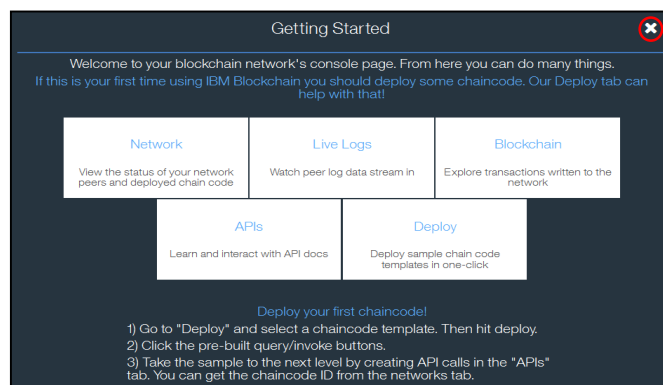 Getting Started
Welcome to your blockchain network's console page. From here you can do many things.
If this is your first time using IBM Blockchain you should deploy some chaincode. Our Deploy tab can
help with that!
Network
View the status of your network
peers and deployed chain code
Live Logs
Watch peer log data stream in
Blockchain
Explore transactions written to the
network
APIs
Learn and interact with API docs
Deploy
Deploy sample chain code
templates in one-click
Deploy your first chaincode!
1) Go to "Deploy" and select a chaincode template. Then hit deploy.
2) Click the pre-built query/invoke buttons.
3) Take the sample to the next level by creating API calls in the "APIs"
tab. You can get the chaincode ID from the networks tab.